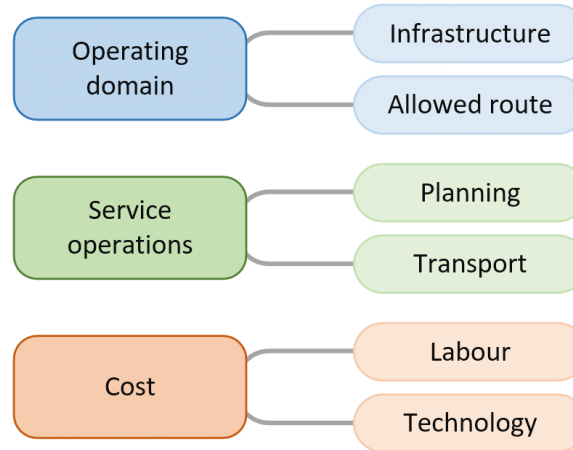 Operating
domain
Infrastructure
Allowed route
Service
operations
Planning
Transport
Cost
Labour
Technology